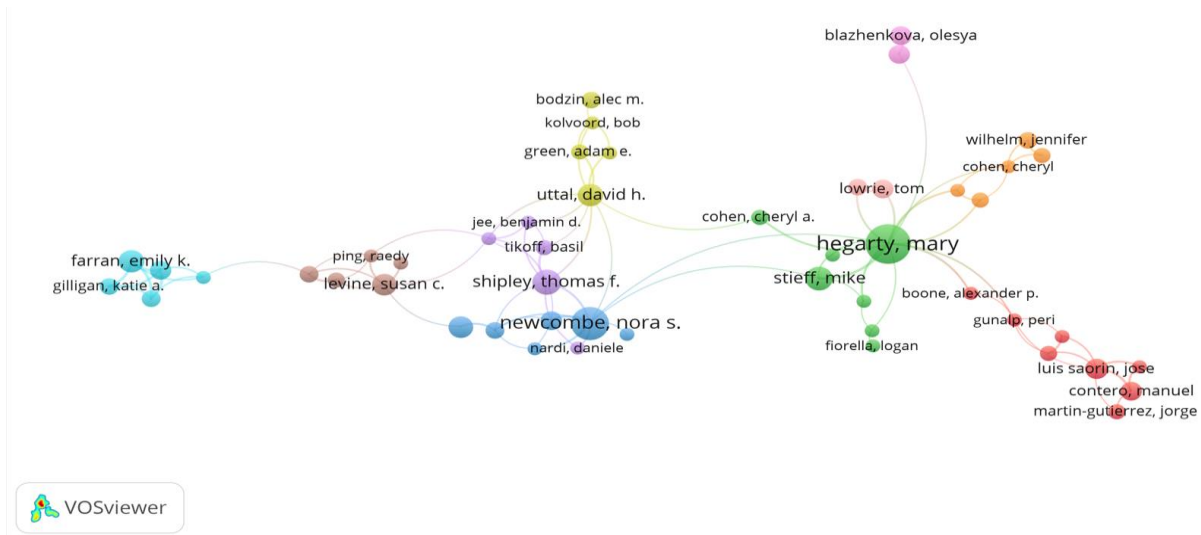 blazhenkova, olesya
bodzin, alec m.
kolvoord, bob
green, adam e.
wilhelm, jennifer
cohen, cheryl
uttal, david h.
lowrie, tom
jee, benjamin d.
cohen, cheryl a.
tikoff, basil
hegarty, mary
ping, raedy
farran, emily k.
gilligan, katie a.
levine, susan c.
shipley, thomas f.
stieff, mike
boone, alexander p.
newcombe, nora s.
gunalp, peri
nardi, daniele
fiorella, logan
luis saorin, jose
contero, manuel
martin-gutierrez, jorge
VOSviewer